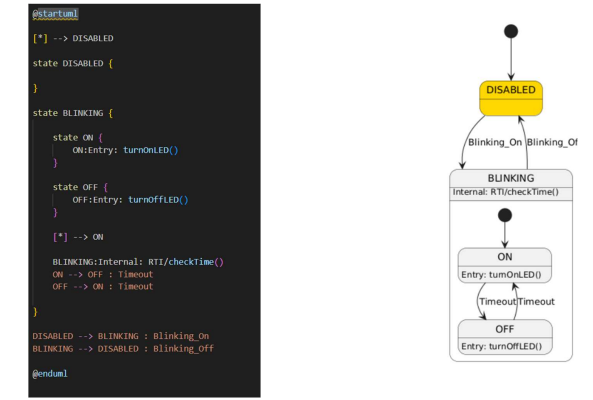 @startuml
[*] --> DISABLED
state DISABLED {
}
state BLINKING {
state ON {
ON:Entry: turnOnLED()
}
state OFF {
OFF:Entry: turnOffLED()
}
[*] --> ON
BLINKING:Internal: RTI/checkTime()
ON --> OFF : Timeout
OFF --> ON : Timeout
}
DISABLED --> BLINKING : Blinking_On
BLINKING --> DISABLED : Blinking_Off
@enduml
DISABLED
Blinking_On Blinking_Of
BLINKING
Internal: RTI/checkTime()
ON
Entry: turnOnLED()
Timeout Timeout
OFF
Entry: turnOffLED()